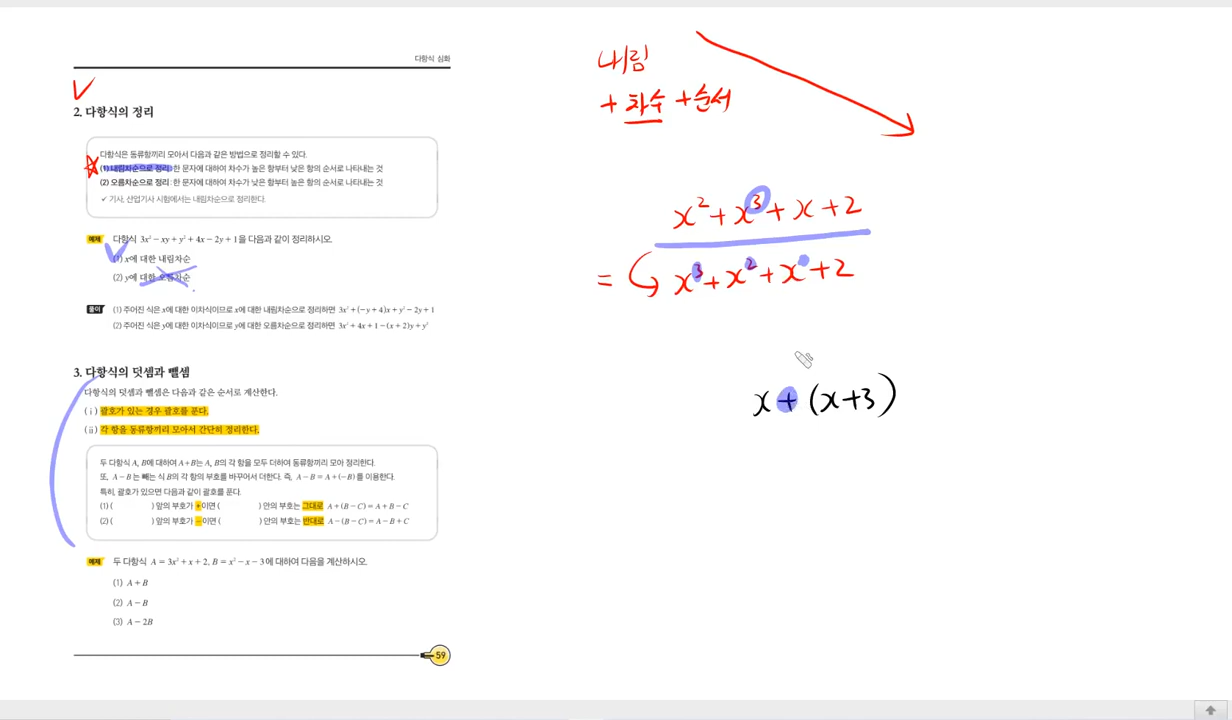 다항식 심화
2. 다항식의 정리
다항식은 동류항끼리 모아서 다음과 같은 방법으로 정리할 수 있다.
(1) 내림차순으로 정리: 한 문자에 대하여 차수가 높은 항부터 낮은 항의 순서로 나타내는 것
(2) 오름차순으로 정리: 한 문자에 대하여 차수가 낮은 항부터 높은 항의 순서로 나타내는 것
✓ 기사, 산업기사 시험에서는 내림차순으로 정리한다.
예제 다항식 3x² − xy + y² + 4x − 2y + 1을 다음과 같이 정리하시오.
(1) x에 대한 내림차순
(2) y에 대한 오름차순
풀이 (1) 주어진 식은 x에 대한 이차식이므로 x에 대한 내림차순으로 정리하면 3x² + (−y + 4)x + y² − 2y + 1
(2) 주어진 식은 y에 대한 이차식이므로 y에 대한 오름차순으로 정리하면 3x² + 4x + 1 − (x + 2)y + y²
3. 다항식의 덧셈과 뺄셈
다항식의 덧셈과 뺄셈은 다음과 같은 순서로 계산한다.
(ⅰ) 괄호가 있는 경우 괄호를 푼다.
(ⅱ) 각 항을 동류항끼리 모아서 간단히 정리한다.
두 다항식 A, B에 대하여 A + B는 A, B의 각 항을 모두 더하여 동류항끼리 모아 정리한다.
또, A − B는 빼는 식 B의 각 항의 부호를 바꾸어서 더한다. 즉, A − B = A + (−B)를 이용한다.
특히, 괄호가 있으면 다음과 같이 괄호를 푼다.
(1) ( ) 앞의 부호가 + 이면 ( ) 안의 부호는 그대로 A + (B − C) = A + B − C
(2) ( ) 앞의 부호가 − 이면 ( ) 안의 부호는 반대로 A − (B − C) = A − B + C
예제 두 다항식 A = 3x² + x + 2, B = x² − x − 3에 대하여 다음을 계산하시오.
(1) A + B
(2) A − B
(3) A − 2B
59
내림
+ 차수 + 순서
x² + x³ + x + 2
= x³ + x² + x + 2
x + (x+3)